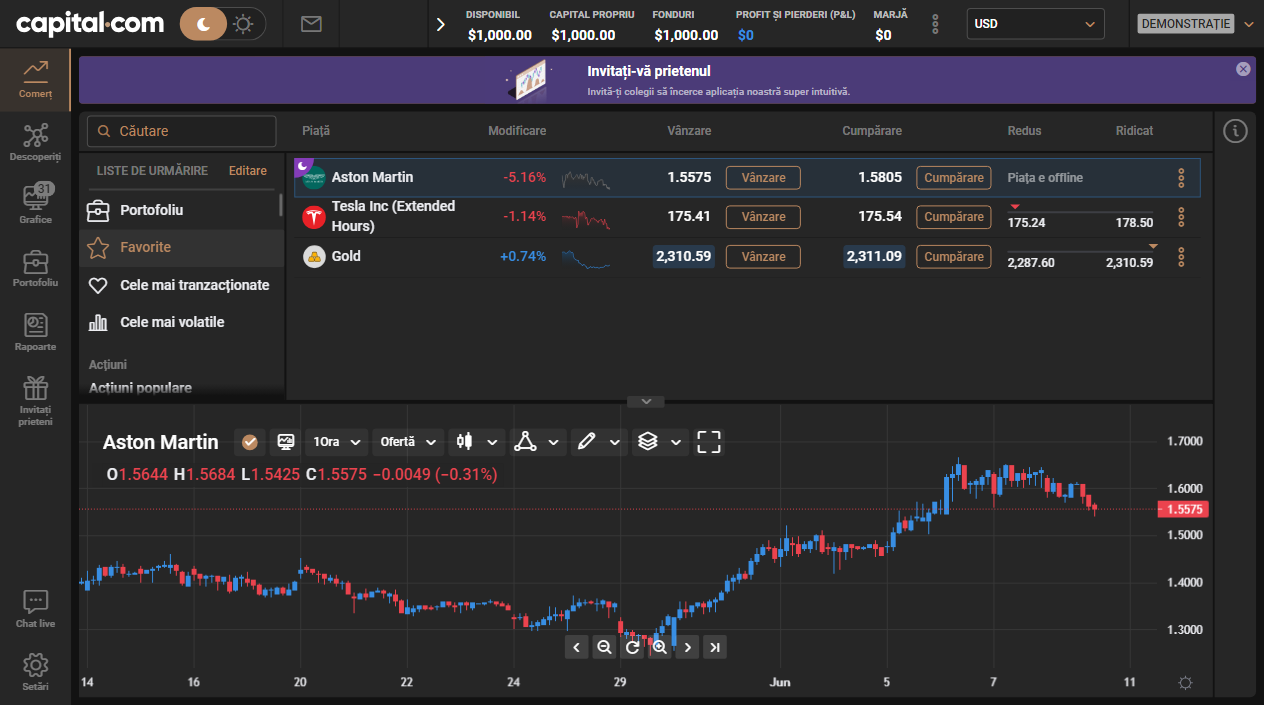 capital.com
DISPONIBIL
$1,000.00
CAPITAL PROPRIU
$1,000.00
FONDURI
$1,000.00
PROFIT ȘI PIERDERI (P&L)
$0
MARJĂ
$0
USD
DEMONSTRAȚIE
Comerț
Descoperiți
31
Grafice
Portofoliu
Rapoarte
Invitați
prieteni
Chat live
Setări
Invitați-vă prietenul
Invită-ți colegii să încerce aplicația noastră super intuitivă.
Căutare
LISTE DE URMĂRIRE Editare
Portofoliu
Favorite
Cele mai tranzacționate
Cele mai volatile
Acțiuni
Acțiuni populare
Piață Modificare Vânzare Cumpărare Redus Ridicat
Aston Martin -5.16% 1.5575 Vânzare 1.5805 Cumpărare Piața e offline
Tesla Inc (Extended
Hours) -1.14% 175.41 Vânzare 175.54 Cumpărare 175.24 178.50
Gold +0.74% 2,310.59 Vânzare 2,311.09 Cumpărare 2,287.60 2,310.59
Aston Martin 1Ora Ofertă
O1.5644 H1.5684 L1.5425 C1.5575 −0.0049 (−0.31%)
1.7000
1.6000
1.5575
1.5000
1.4000
1.3000
14 16 20 22 24 29 Jun 5 7 11